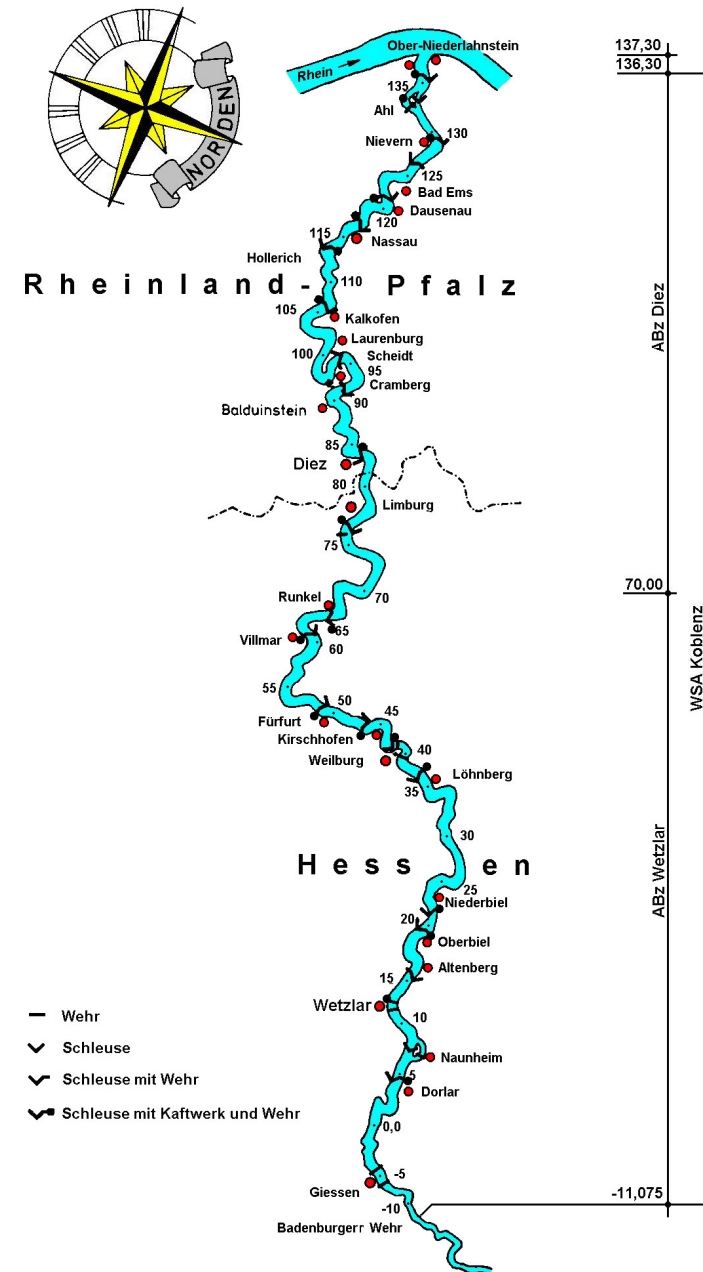 NORDEN
Ober-Niederlahnstein
Rhein
137,30
136,30
135
Ahl
130
Nievern
125
Bad Ems
Dausenau
120
115
Nassau
Hollerich
110
Rheinland-Pfalz
ABz Diez
105
Kalkofen
Laurenburg
100
Scheidt
95
Cramberg
90
Balduinstein
85
Diez
80
Limburg
75
70,00
70
Runkel
65
Villmar
60
WSA Koblenz
55
50
45
Fürfurt
Kirschhofen
40
Weilburg
Löhnberg
35
30
Hessen
ABz Wetzlar
25
Niederbiel
20
Oberbiel
Altenberg
15
Wetzlar
10
Wehr
Schleuse
Naunheim
5
Schleuse mit Wehr
Dorlar
Schleuse mit Kaftwerk und Wehr
0,0
-5
Giessen
-11,075
-10
Badenburgerr Wehr